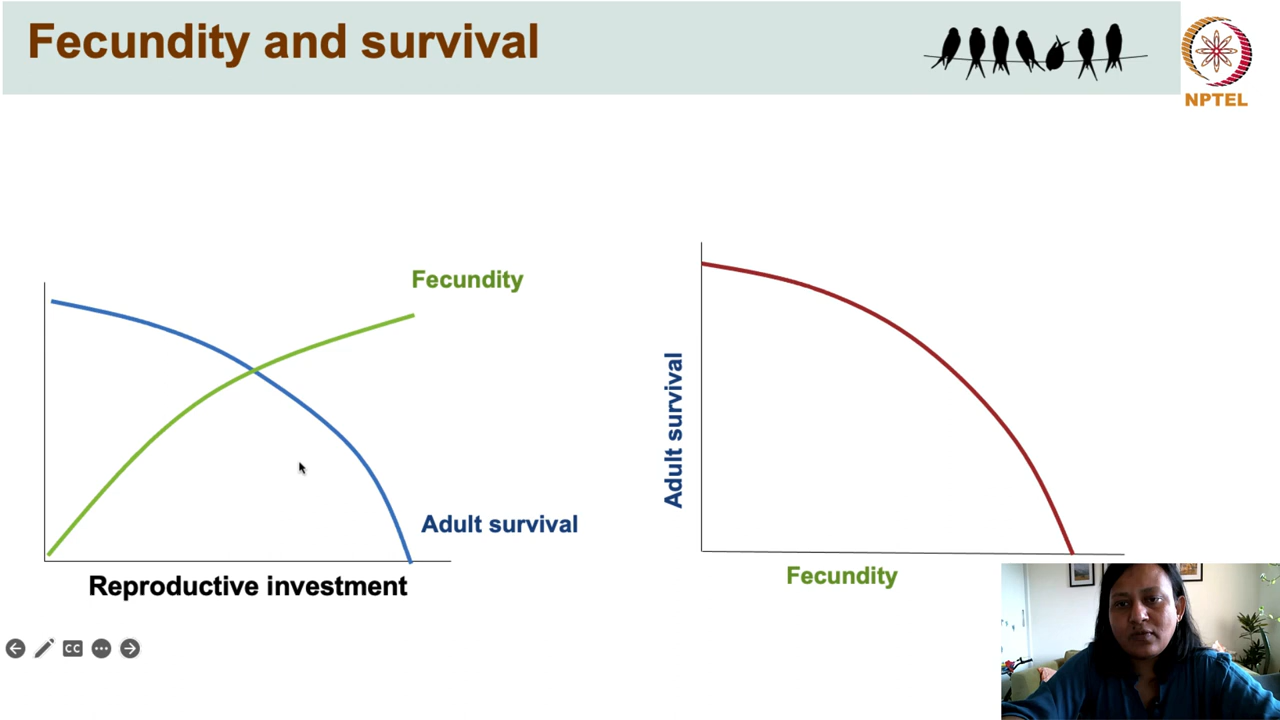 Fecundity and survival
NPTEL
Fecundity
Adult survival
Reproductive investment
Adult survival
Fecundity
CC